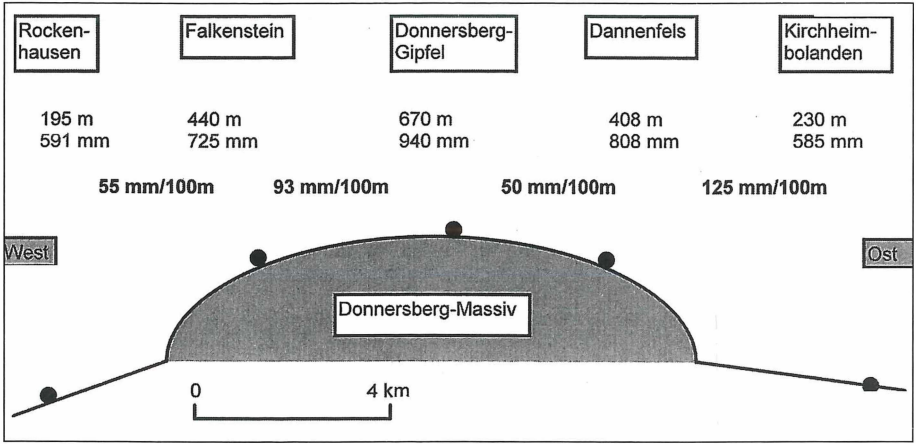 Rocken-
hausen
Falkenstein
Donnersberg-
Gipfel
Dannenfels
Kirchheim-
bolanden
195 m
591 mm
440 m
725 mm
670 m
940 mm
408 m
808 mm
230 m
585 mm
55 mm/100m
93 mm/100m
50 mm/100m
125 mm/100m
West
Ost
Donnersberg-Massiv
0
4 km